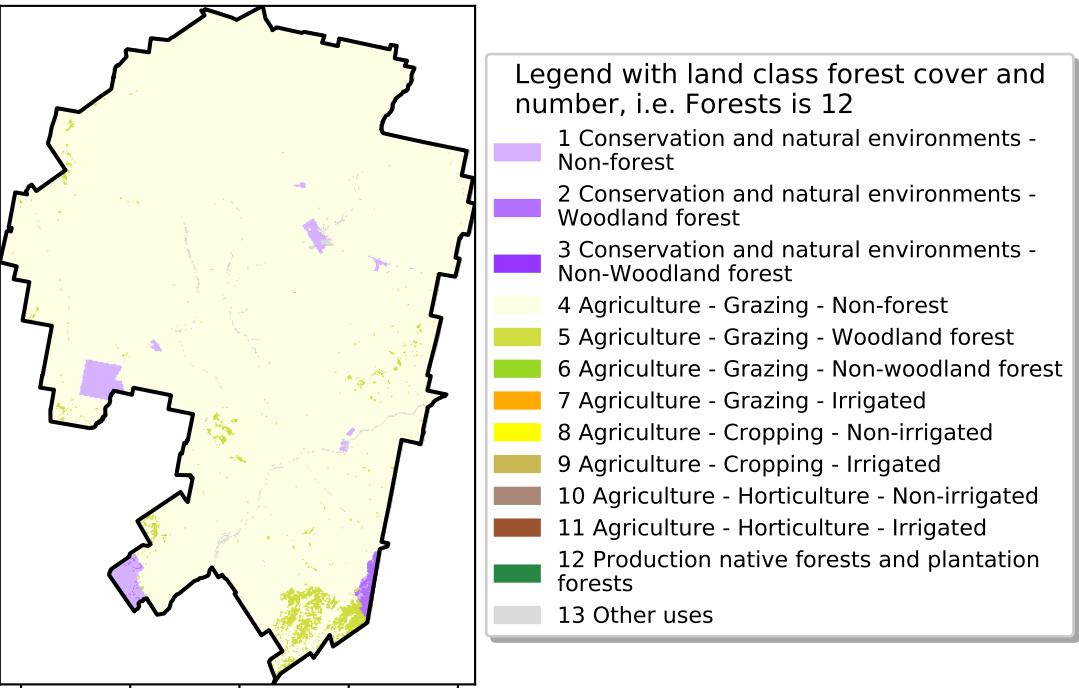 Legend with land class forest cover and
number, i.e. Forests is 12
1 Conservation and natural environments -
Non-forest
2 Conservation and natural environments -
Woodland forest
3 Conservation and natural environments -
Non-Woodland forest
4 Agriculture - Grazing - Non-forest
5 Agriculture - Grazing - Woodland forest
6 Agriculture - Grazing - Non-woodland forest
7 Agriculture - Grazing - Irrigated
8 Agriculture - Cropping - Non-irrigated
9 Agriculture - Cropping - Irrigated
10 Agriculture - Horticulture - Non-irrigated
11 Agriculture - Horticulture - Irrigated
12 Production native forests and plantation
forests
13 Other uses